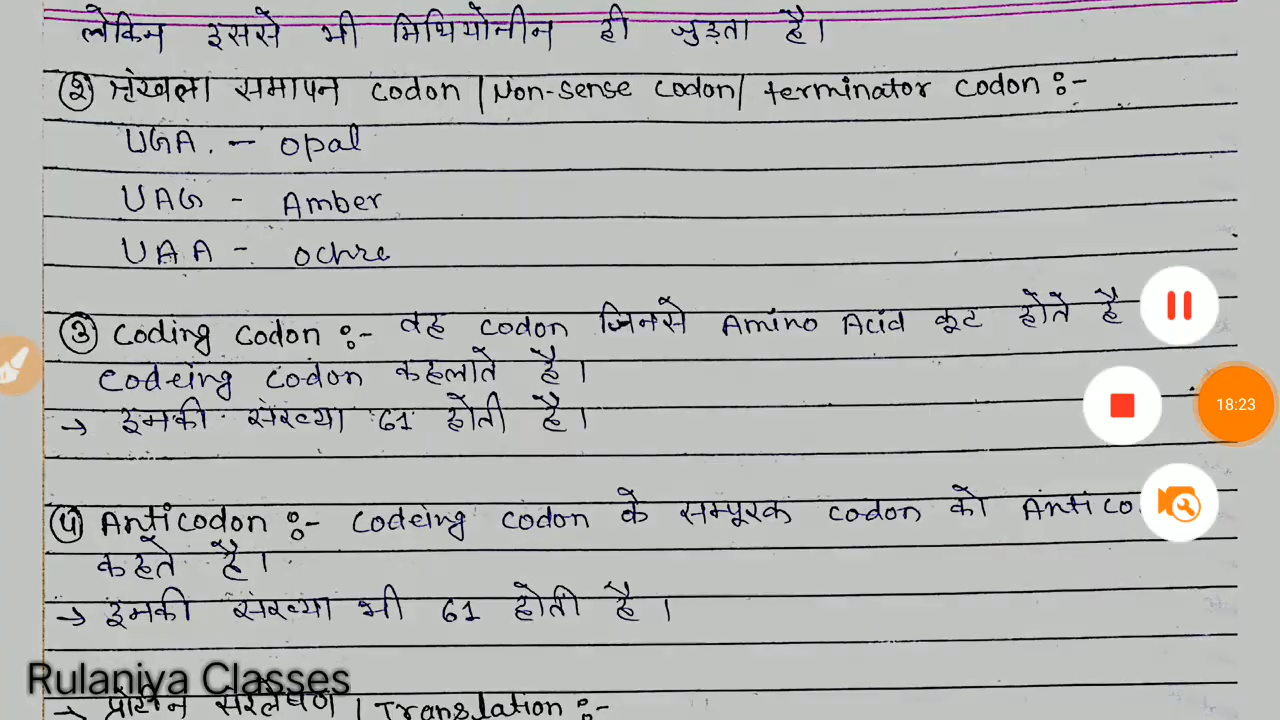 लेकिन इससे भी मिथियोनीन ही जुड़ता है।
② श्रृंखला समापन codon / Non-sense codon / terminator codon :-
UGA. - opal
UAG - Amber
UAA - ochre
③ Coding Codon :- वह codon जिनसे Amino Acid कूट होते है
codeing codon कहलाते है।
→ इनकी संख्या 61 होती है।
18:23
④ Anticodon :- codeing codon के सम्पूरक codon को Antico
कहते है।
→ इनकी संख्या भी 61 होती है।
Rulaniya Classes
→ प्रोटीन संश्लेषण / Translation :-